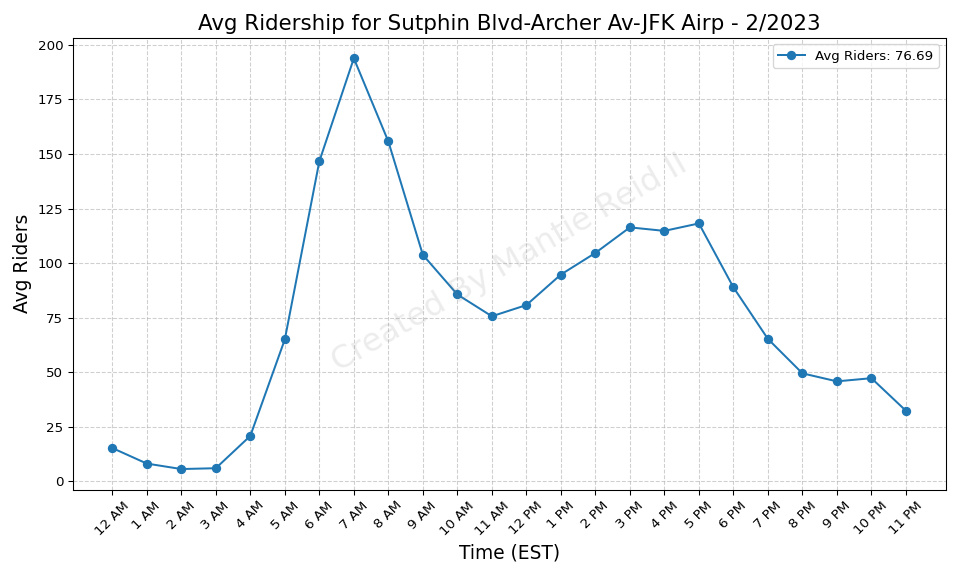 Avg Ridership for Sutphin Blvd-Archer Av-JFK Airp - 2/2023
Avg Riders: 76.69
Created By Mantle Reid II
Avg Riders
200
175
150
125
100
75
50
25
0
12 AM 1 AM 2 AM 3 AM 4 AM 5 AM 6 AM 7 AM 8 AM 9 AM 10 AM 11 AM 12 PM 1 PM 2 PM 3 PM 4 PM 5 PM 6 PM 7 PM 8 PM 9 PM 10 PM 11 PM
Time (EST)